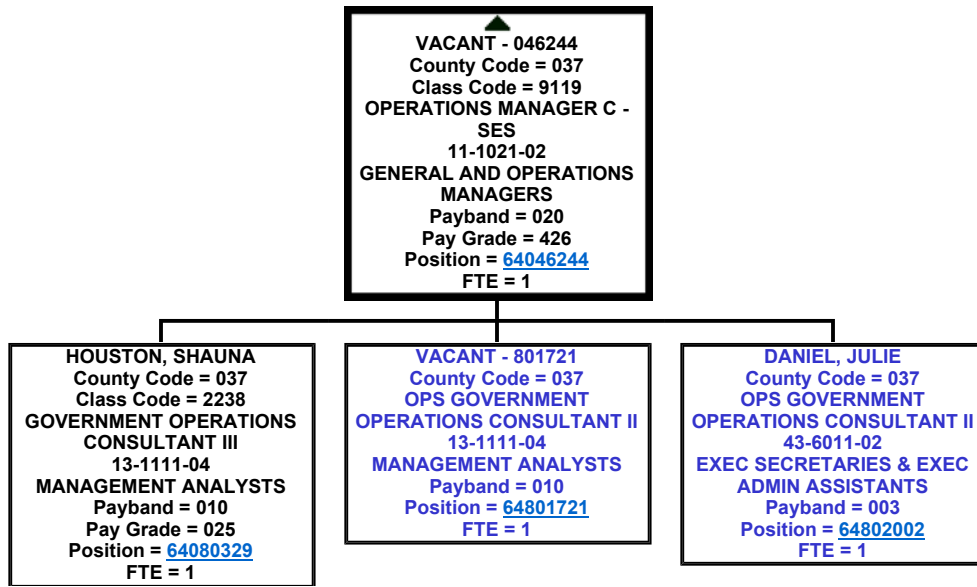 VACANT - 046244
County Code = 037
Class Code = 9119
OPERATIONS MANAGER C -
SES
11-1021-02
GENERAL AND OPERATIONS
MANAGERS
Payband = 020
Pay Grade = 426
Position = 64046244
FTE = 1
HOUSTON, SHAUNA
County Code = 037
Class Code = 2238
GOVERNMENT OPERATIONS
CONSULTANT III
13-1111-04
MANAGEMENT ANALYSTS
Payband = 010
Pay Grade = 025
Position = 64080329
FTE = 1
VACANT - 801721
County Code = 037
OPS GOVERNMENT
OPERATIONS CONSULTANT II
13-1111-04
MANAGEMENT ANALYSTS
Payband = 010
Position = 64801721
FTE = 1
DANIEL, JULIE
County Code = 037
OPS GOVERNMENT
OPERATIONS CONSULTANT II
43-6011-02
EXEC SECRETARIES & EXEC
ADMIN ASSISTANTS
Payband = 003
Position = 64802002
FTE = 1